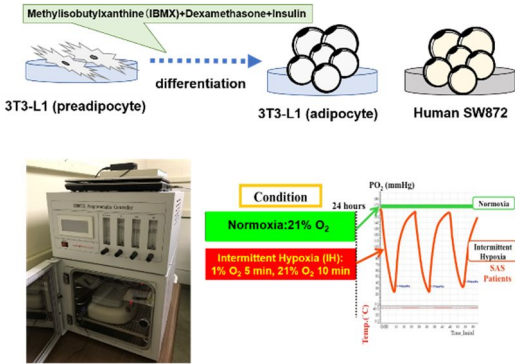 Methylisobutylxanthine(IBMX)+Dexamethasone+Insulin
differentiation
3T3-L1 (preadipocyte)
3T3-L1 (adipocyte)
Human SW872
Condition
24 hours
Normoxia:21% O₂
Intermittent Hypoxia (IH):
1% O₂ 5 min, 21% O₂ 10 min
PO₂ (mmHg)
Normoxia
Intermittent
Hypoxia
SAS
Patients
Temp.(°C)
Time (min)